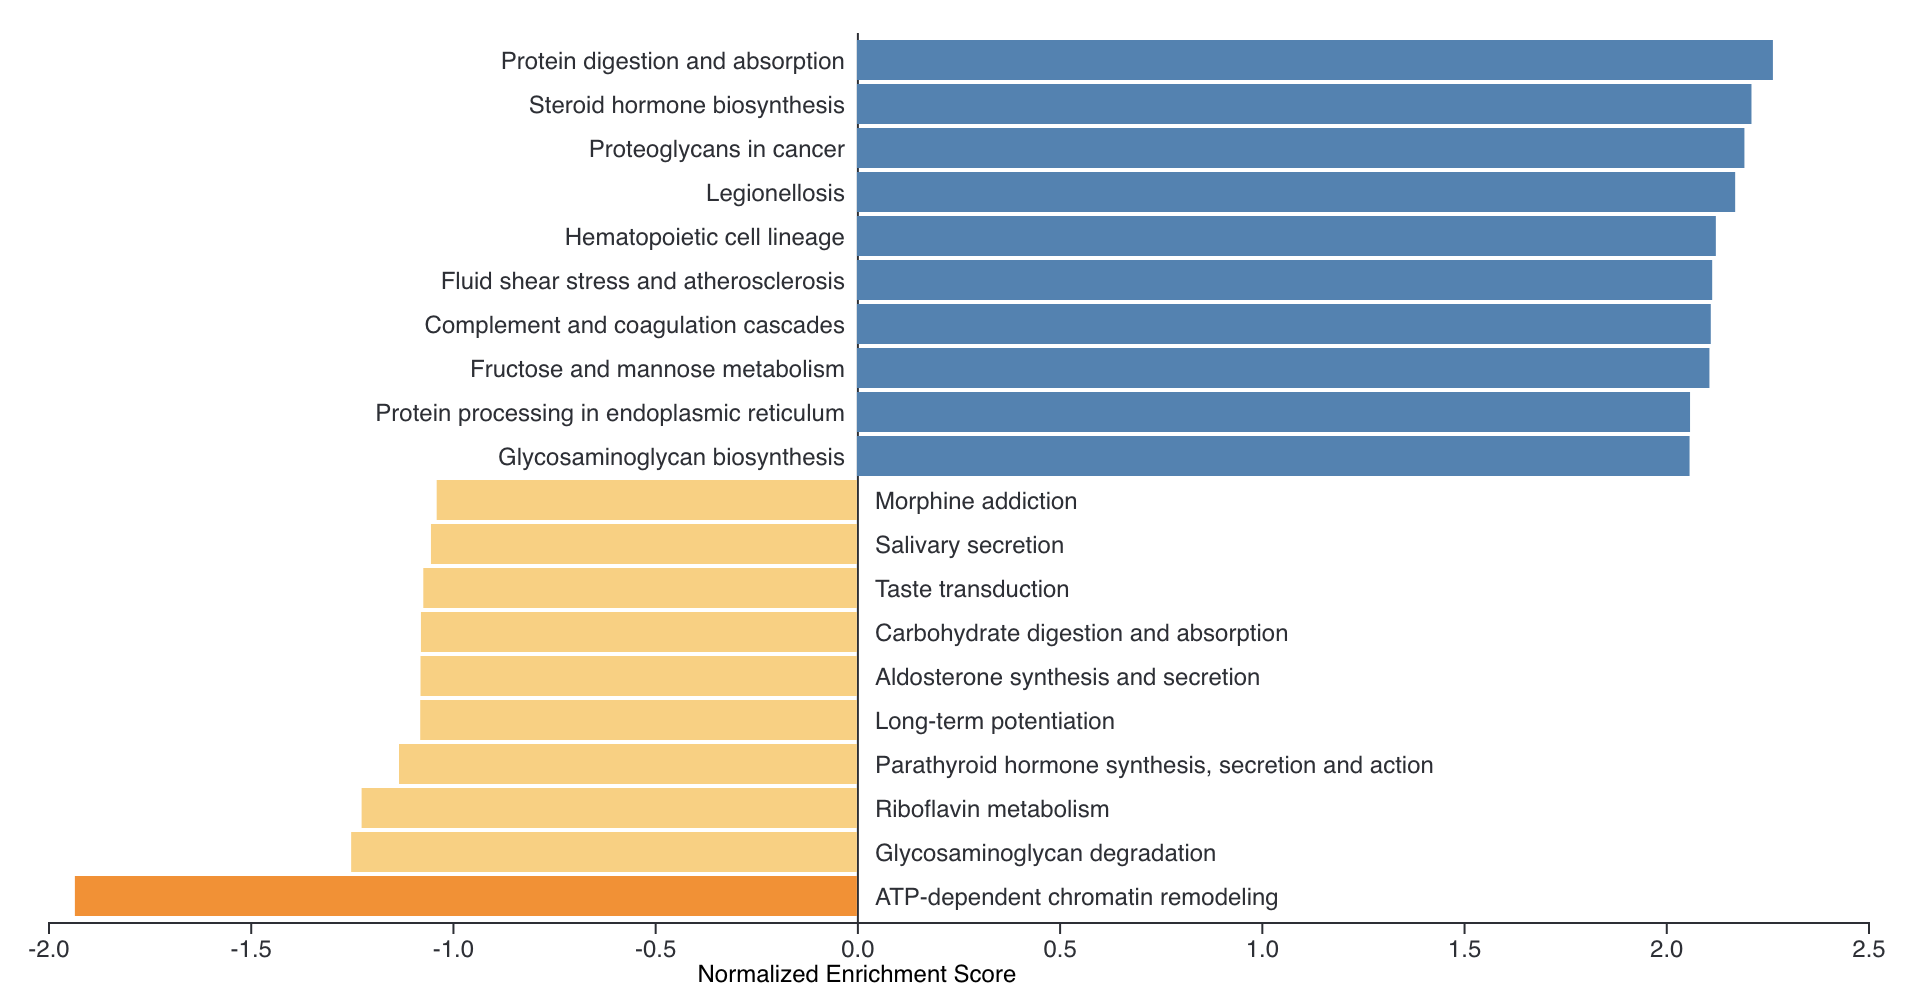 Protein digestion and absorption
Steroid hormone biosynthesis
Proteoglycans in cancer
Legionellosis
Hematopoietic cell lineage
Fluid shear stress and atherosclerosis
Complement and coagulation cascades
Fructose and mannose metabolism
Protein processing in endoplasmic reticulum
Glycosaminoglycan biosynthesis
Morphine addiction
Salivary secretion
Taste transduction
Carbohydrate digestion and absorption
Aldosterone synthesis and secretion
Long-term potentiation
Parathyroid hormone synthesis, secretion and action
Riboflavin metabolism
Glycosaminoglycan degradation
ATP-dependent chromatin remodeling
-2.0 -1.5 -1.0 -0.5 0.0 0.5 1.0 1.5 2.0 2.5
Normalized Enrichment Score